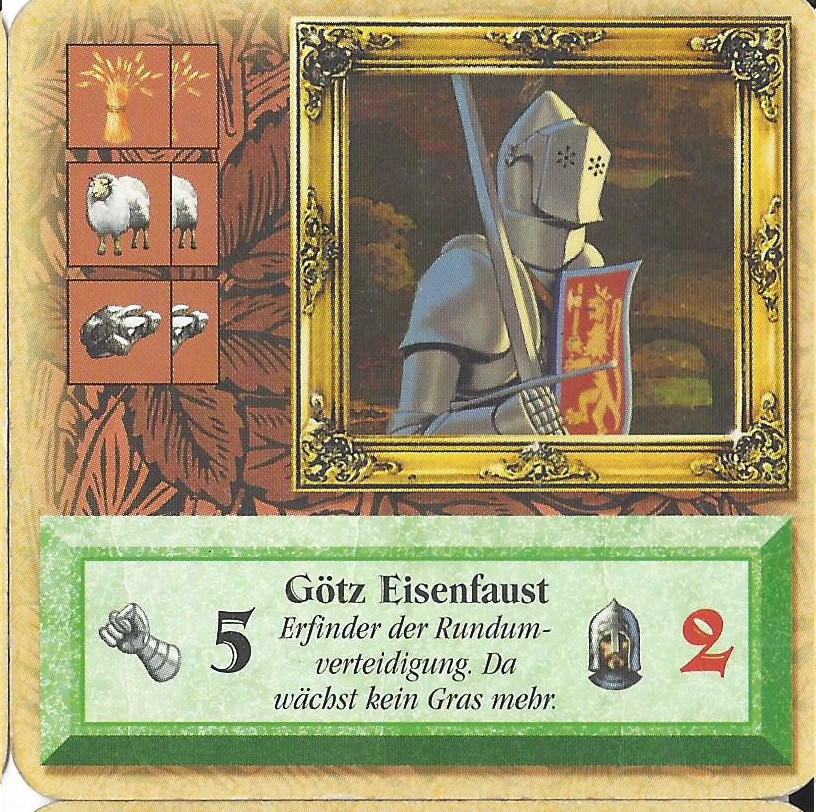 Götz Eisenfaust
5 Erfinder der Rundum- 2
verteidigung. Da
wächst kein Gras mehr.